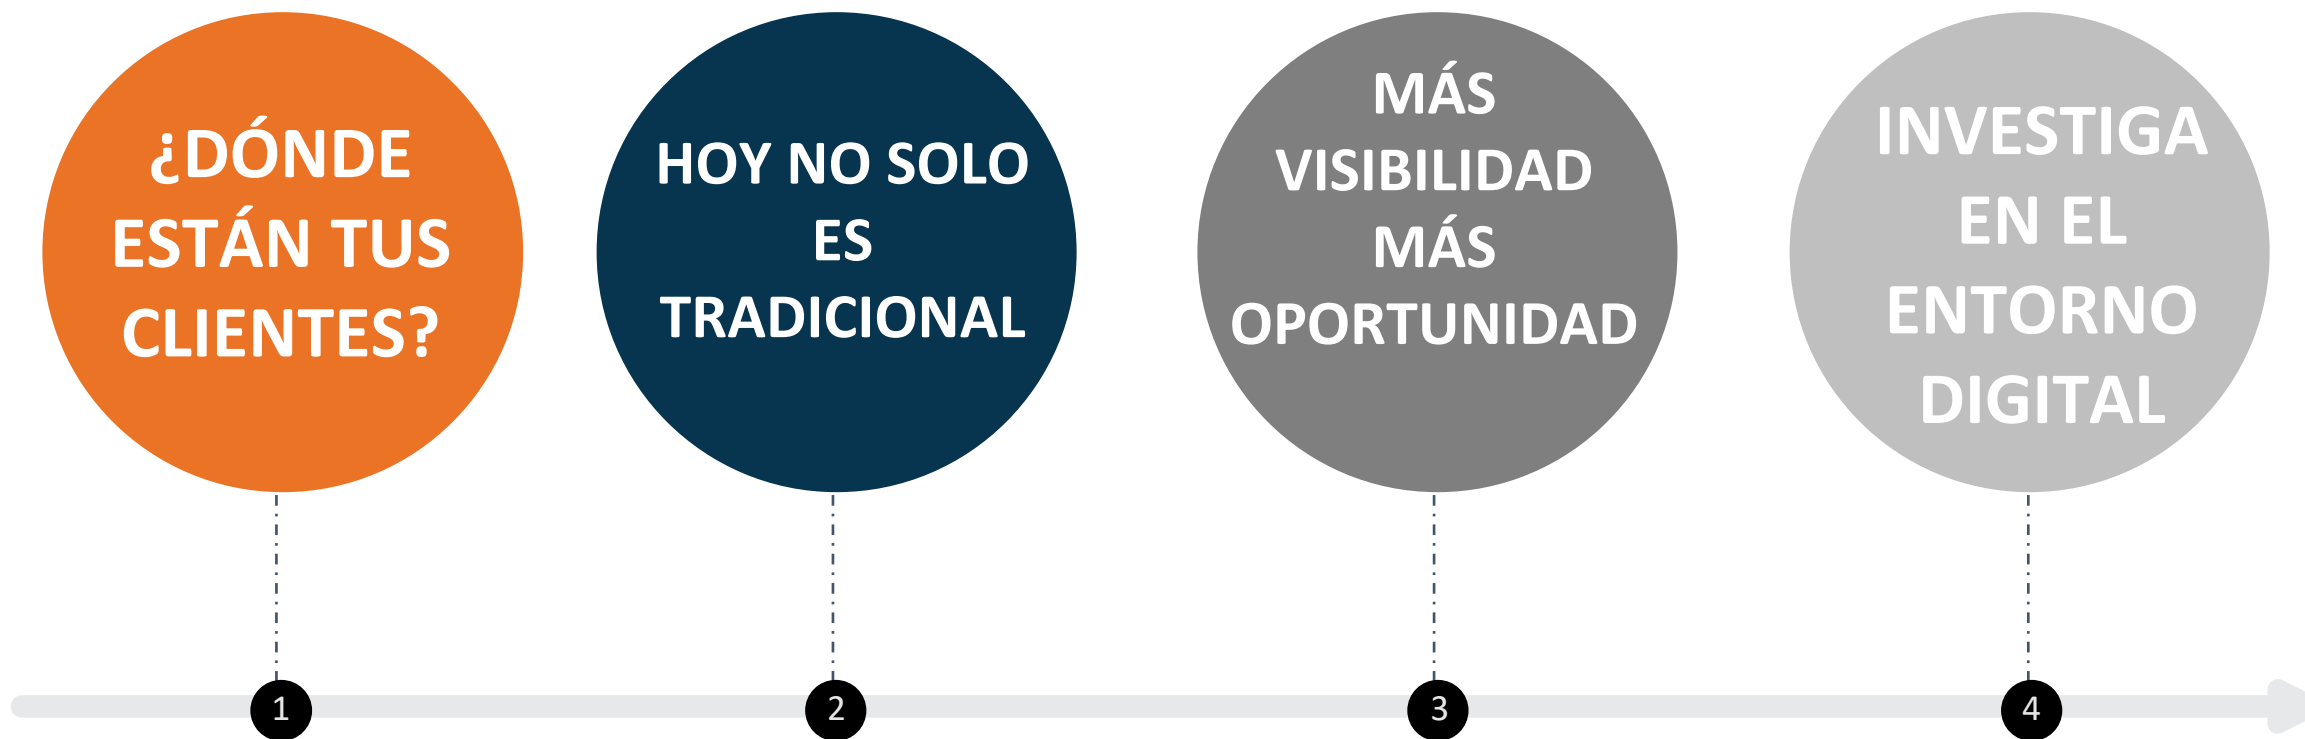 ¿DÓNDE
ESTÁN TUS
CLIENTES?
HOY NO SOLO
ES
TRADICIONAL
MÁS
VISIBILIDAD
MÁS
OPORTUNIDAD
INVESTIGA
EN EL
ENTORNO
DIGITAL
1
2
3
4